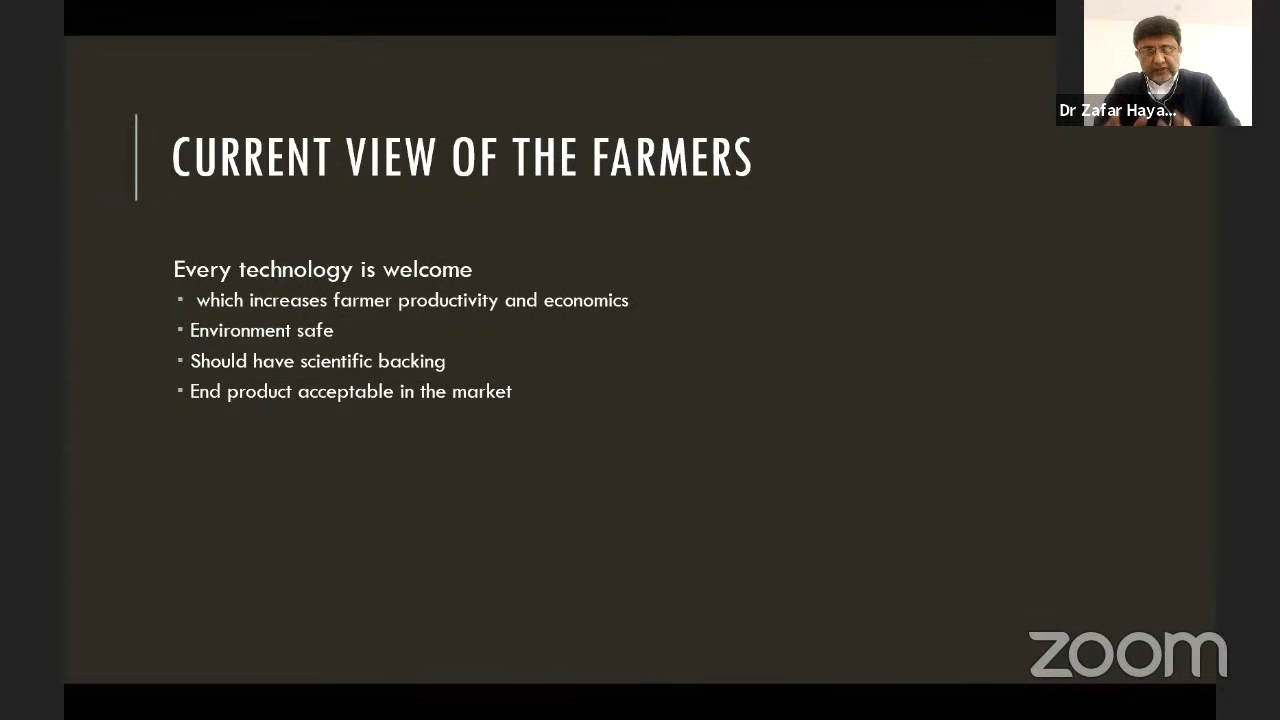 CURRENT VIEW OF THE FARMERS
Every technology is welcome
▪ which increases farmer productivity and economics
▪ Environment safe
▪ Should have scientific backing
▪ End product acceptable in the market
Dr Zafar Haya...
zoom